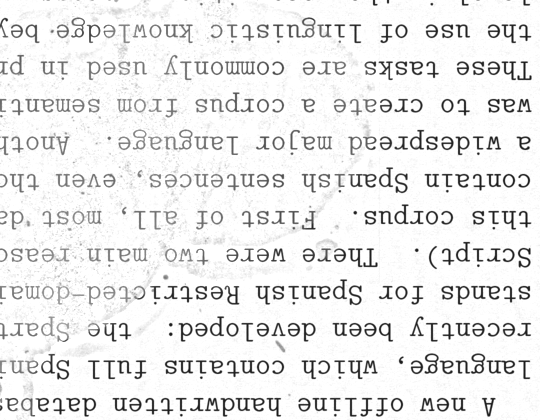 A new offline handwritten databas
language, which contains full Spani
recently been developed: the Spart
stands for Spanish Restricted-domai
Script). There were two main reaso
this corpus. First of all, most da
contain Spanish sentences, even tho
a widespread major language. Anoth
was to create a corpus from semanti
These tasks are commonly used in pr
the use of linguistic knowledge bey